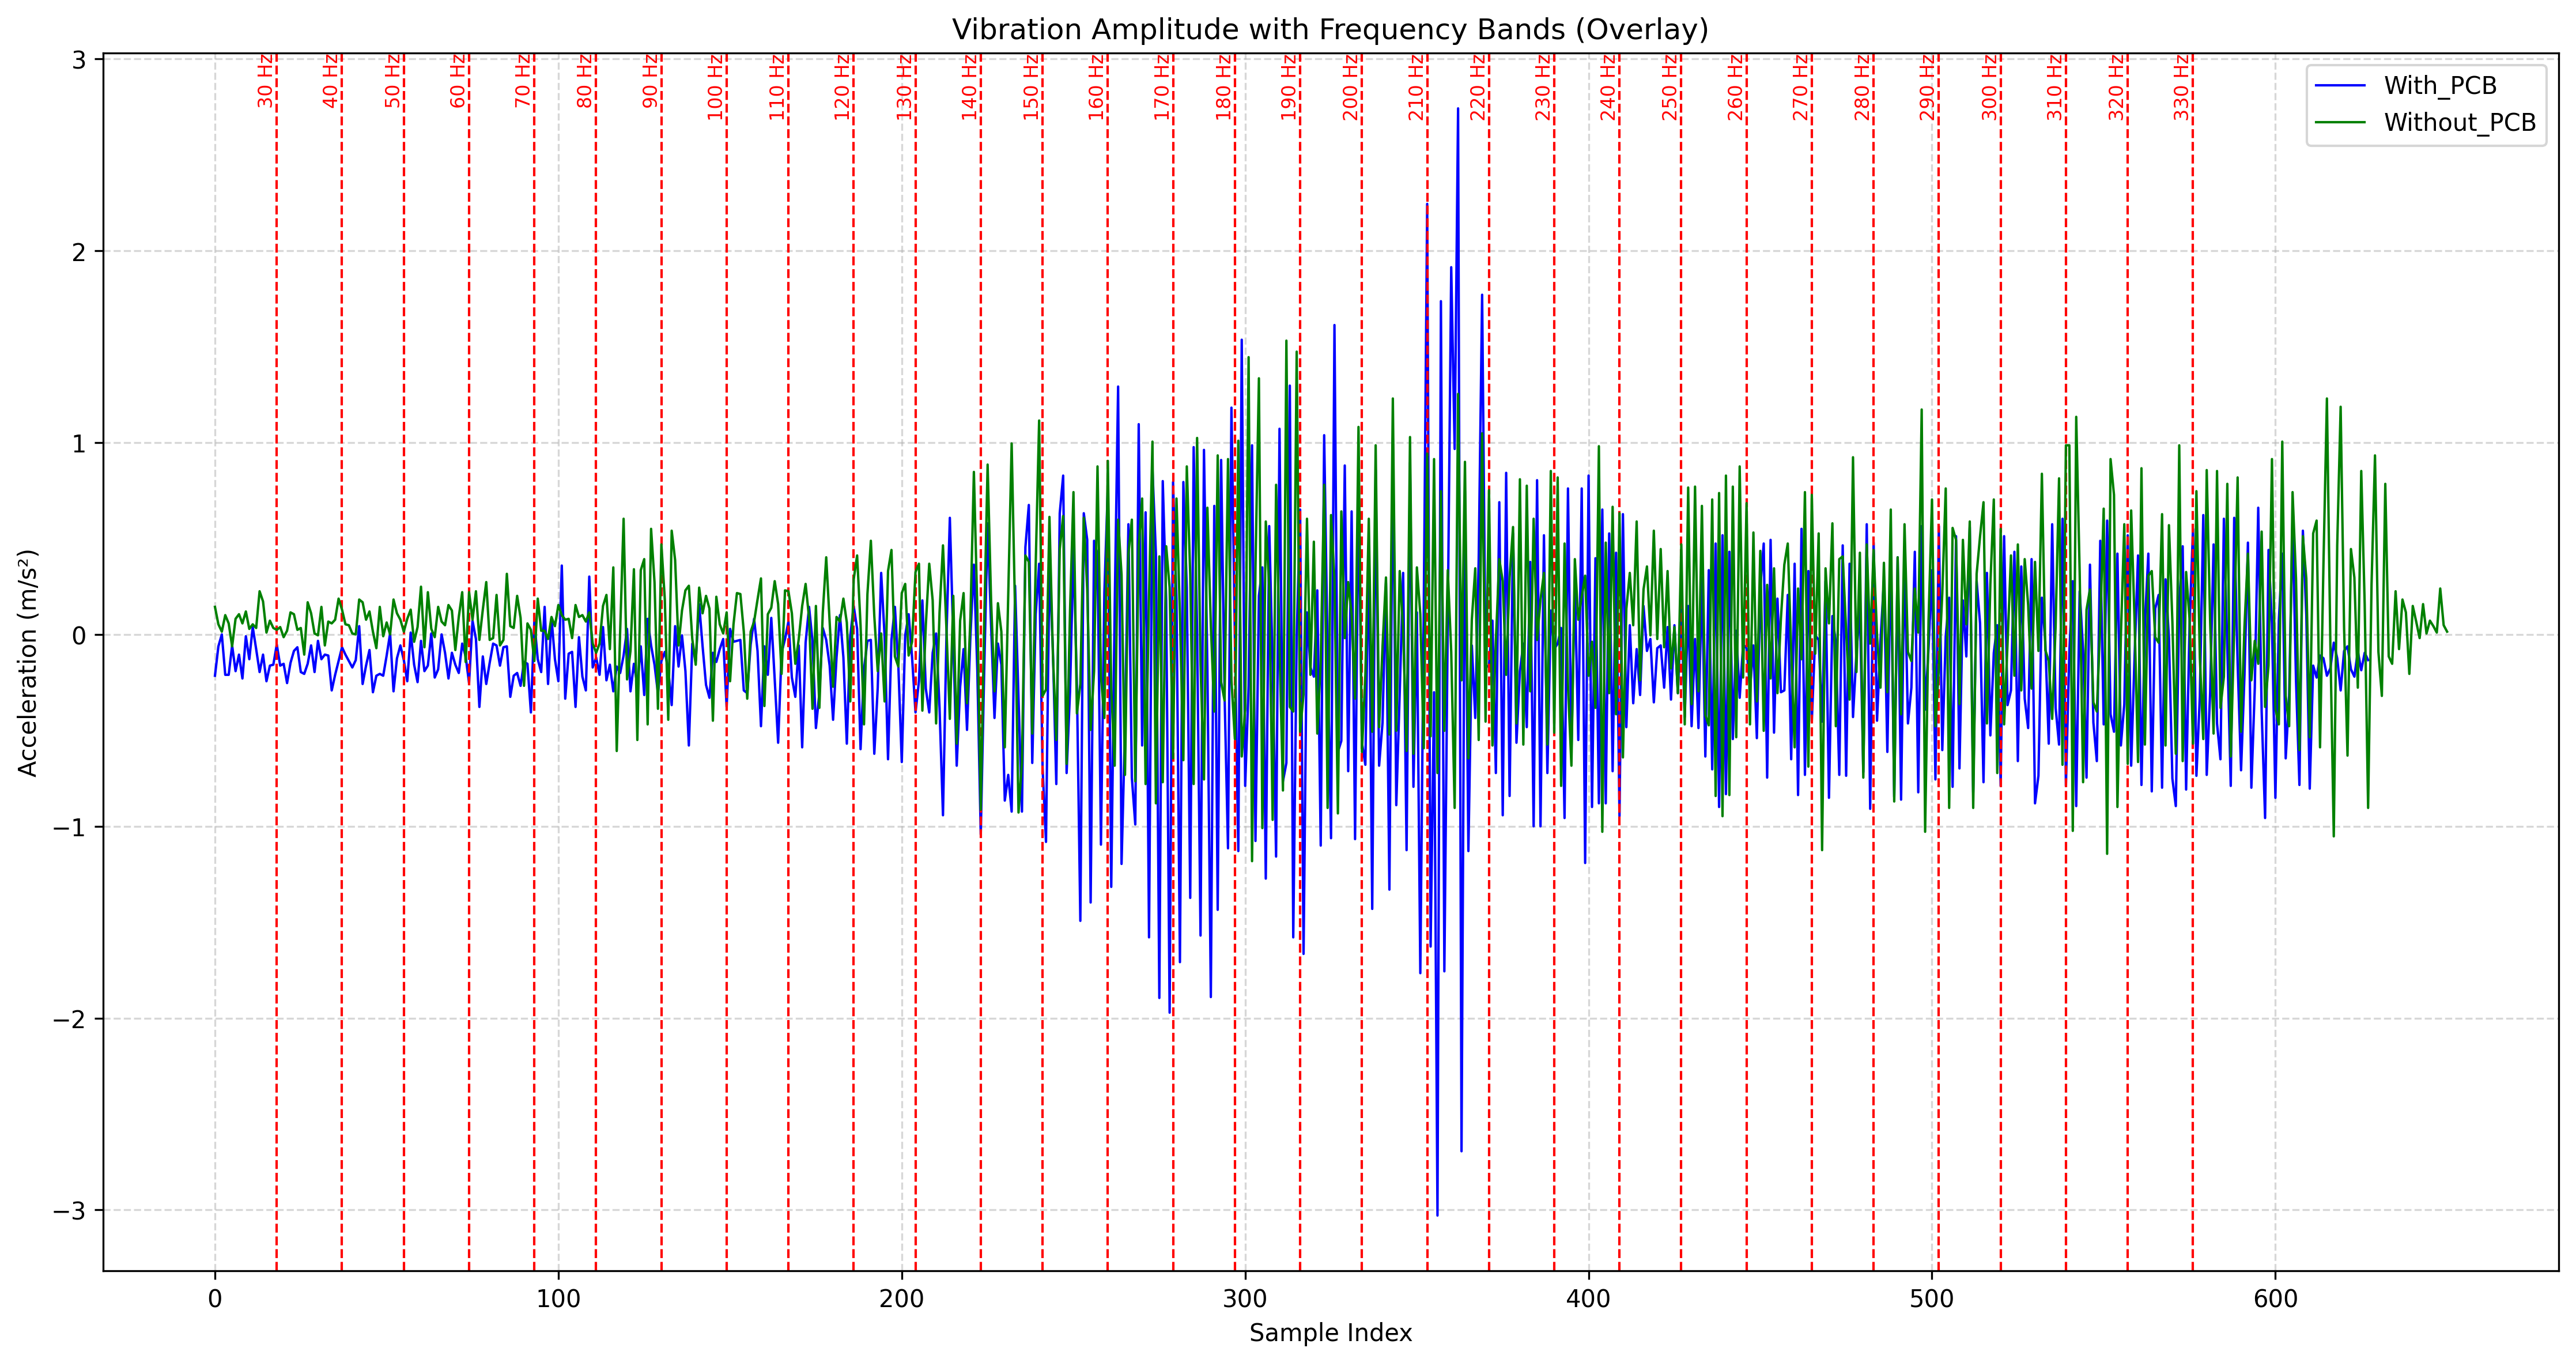 Vibration Amplitude with Frequency Bands (Overlay)
Acceleration (m/s²)
3
2
1
0
−1
−2
−3
30 Hz
40 Hz
50 Hz
60 Hz
70 Hz
80 Hz
90 Hz
100 Hz
110 Hz
120 Hz
130 Hz
140 Hz
150 Hz
160 Hz
170 Hz
180 Hz
190 Hz
200 Hz
210 Hz
220 Hz
230 Hz
240 Hz
250 Hz
260 Hz
270 Hz
280 Hz
290 Hz
300 Hz
310 Hz
320 Hz
330 Hz
With_PCB
Without_PCB
0
100
200
300
400
500
600
Sample Index